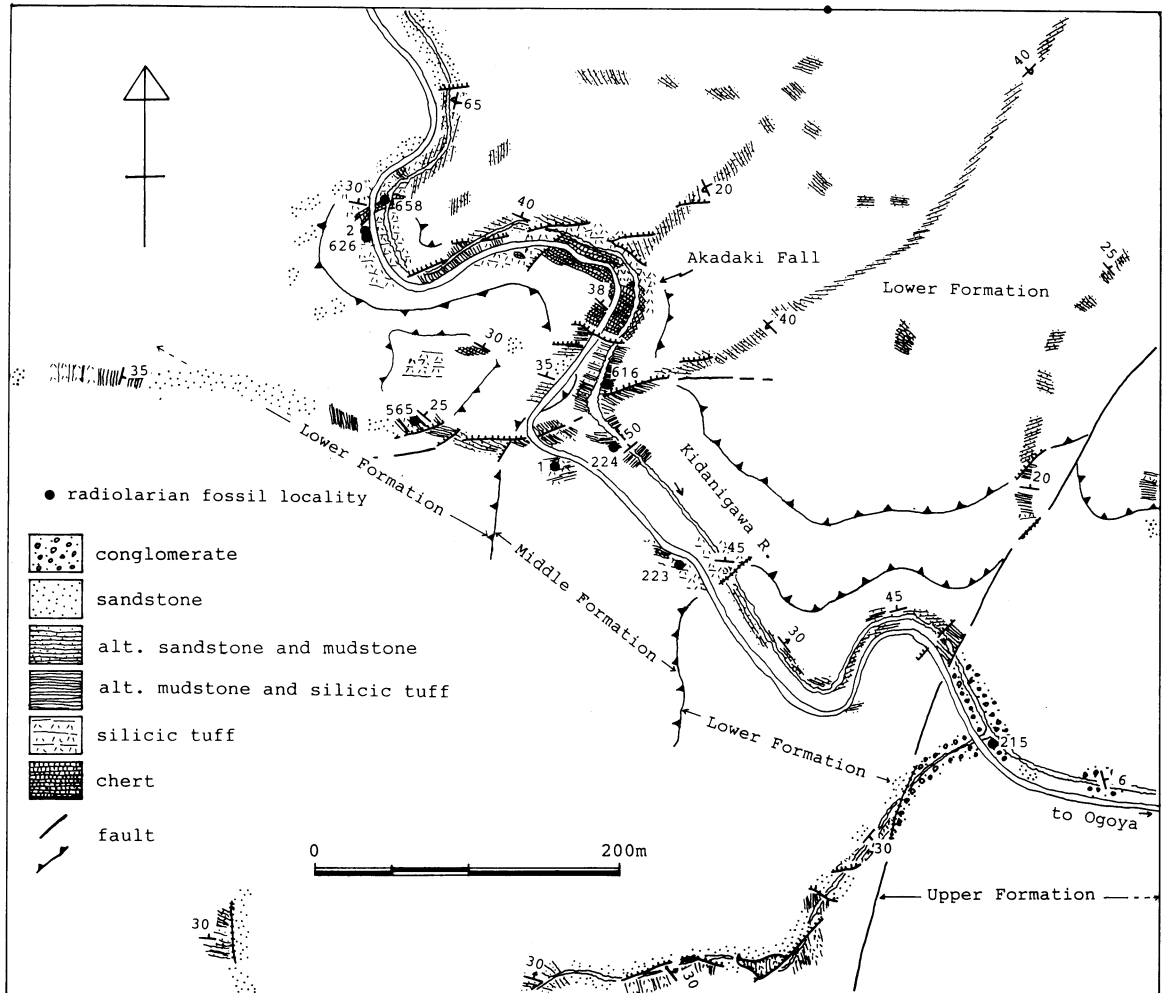 40
65
20
30
658
2
626
40
Akadaki Fall
25
Lower Formation
38
40
30
35
35
616
565
25
50
Lower Formation
224
1
Kidanigawa R.
20
radiolarian fossil locality
45
223
Middle Formation
conglomerate
sandstone
alt. sandstone and mudstone
alt. mudstone and silicic tuff
silicic tuff
chert
fault
45
30
Lower Formation
215
6
to Ogoya
0 200m
30
Upper Formation
30
30
30